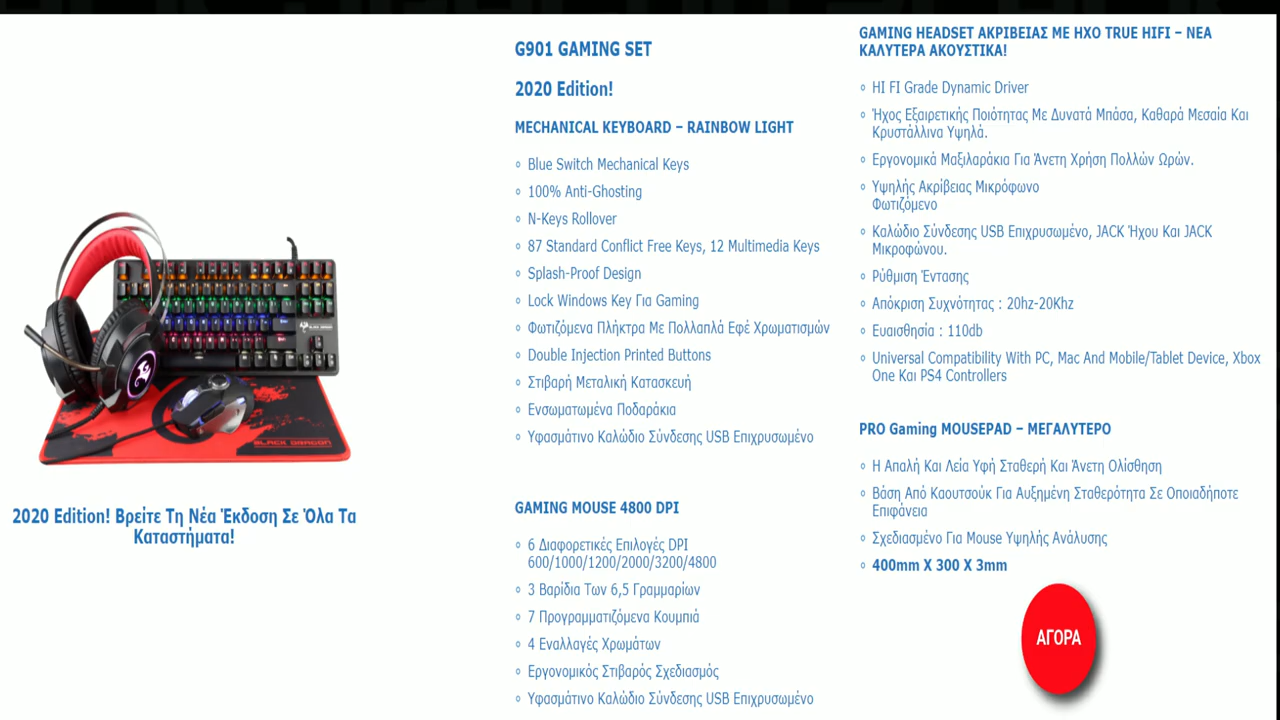 2020 Edition! Βρείτε Τη Νέα Έκδοση Σε Όλα Τα
Καταστήματα!
BLACK DRAGON
G901 GAMING SET
2020 Edition!
MECHANICAL KEYBOARD – RAINBOW LIGHT
Blue Switch Mechanical Keys
100% Anti-Ghosting
N-Keys Rollover
87 Standard Conflict Free Keys, 12 Multimedia Keys
Splash-Proof Design
Lock Windows Key Για Gaming
Φωτιζόμενα Πλήκτρα Με Πολλαπλά Εφέ Χρωματισμών
Double Injection Printed Buttons
Στιβαρή Μεταλική Κατασκευή
Ενσωματωμένα Ποδαράκια
Υφασμάτινο Καλώδιο Σύνδεσης USB Επιχρυσωμένο
GAMING MOUSE 4800 DPI
6 Διαφορετικές Επιλογές DPI
600/1000/1200/2000/3200/4800
3 Βαρίδια Των 6,5 Γραμμαρίων
7 Προγραμματιζόμενα Κουμπιά
4 Εναλλαγές Χρωμάτων
Εργονομικός Στιβαρός Σχεδιασμός
Υφασμάτινο Καλώδιο Σύνδεσης USB Επιχρυσωμένο
GAMING HEADSET ΑΚΡΙΒΕΙΑΣ ΜΕ ΗΧΟ TRUE HIFI – ΝΕΑ
ΚΑΛΥΤΕΡΑ ΑΚΟΥΣΤΙΚΑ!
HI FI Grade Dynamic Driver
Ήχος Εξαιρετικής Ποιότητας Με Δυνατά Μπάσα, Καθαρά Μεσαία Και
Κρυστάλλινα Υψηλά.
Εργονομικά Μαξιλαράκια Για Άνετη Χρήση Πολλών Ωρών.
Υψηλής Ακρίβειας Μικρόφωνο
Φωτιζόμενο
Καλώδιο Σύνδεσης USB Επιχρυσωμένο, JACK Ήχου Και JACK
Μικροφώνου.
Ρύθμιση Έντασης
Απόκριση Συχνότητας : 20hz-20Khz
Ευαισθησία : 110db
Universal Compatibility With PC, Mac And Mobile/Tablet Device, Xbox
One Και PS4 Controllers
PRO Gaming MOUSEPAD – ΜΕΓΑΛΥΤΕΡΟ
Η Απαλή Και Λεία Υφή Σταθερή Και Άνετη Ολίσθηση
Βάση Από Καουτσούκ Για Αυξημένη Σταθερότητα Σε Οποιαδήποτε
Επιφάνεια
Σχεδιασμένο Για Mouse Υψηλής Ανάλυσης
400mm X 300 X 3mm
ΑΓΟΡΑ